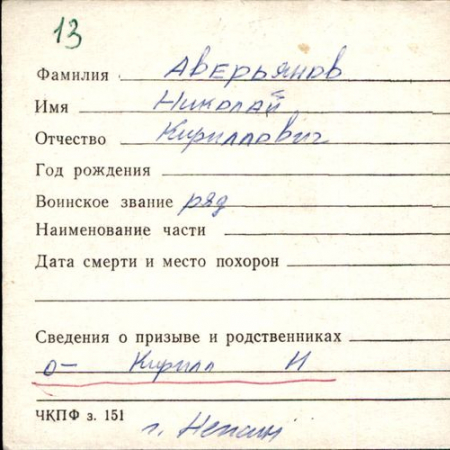 13
Фамилия Аверьянов
Имя Николай
Отчество Кириллович
Год рождения
Воинское звание ряд
Наименование части
Дата смерти и место похорон
Сведения о призыве и родственниках
о- Кирилл И
ЧКПФ з. 151
г.